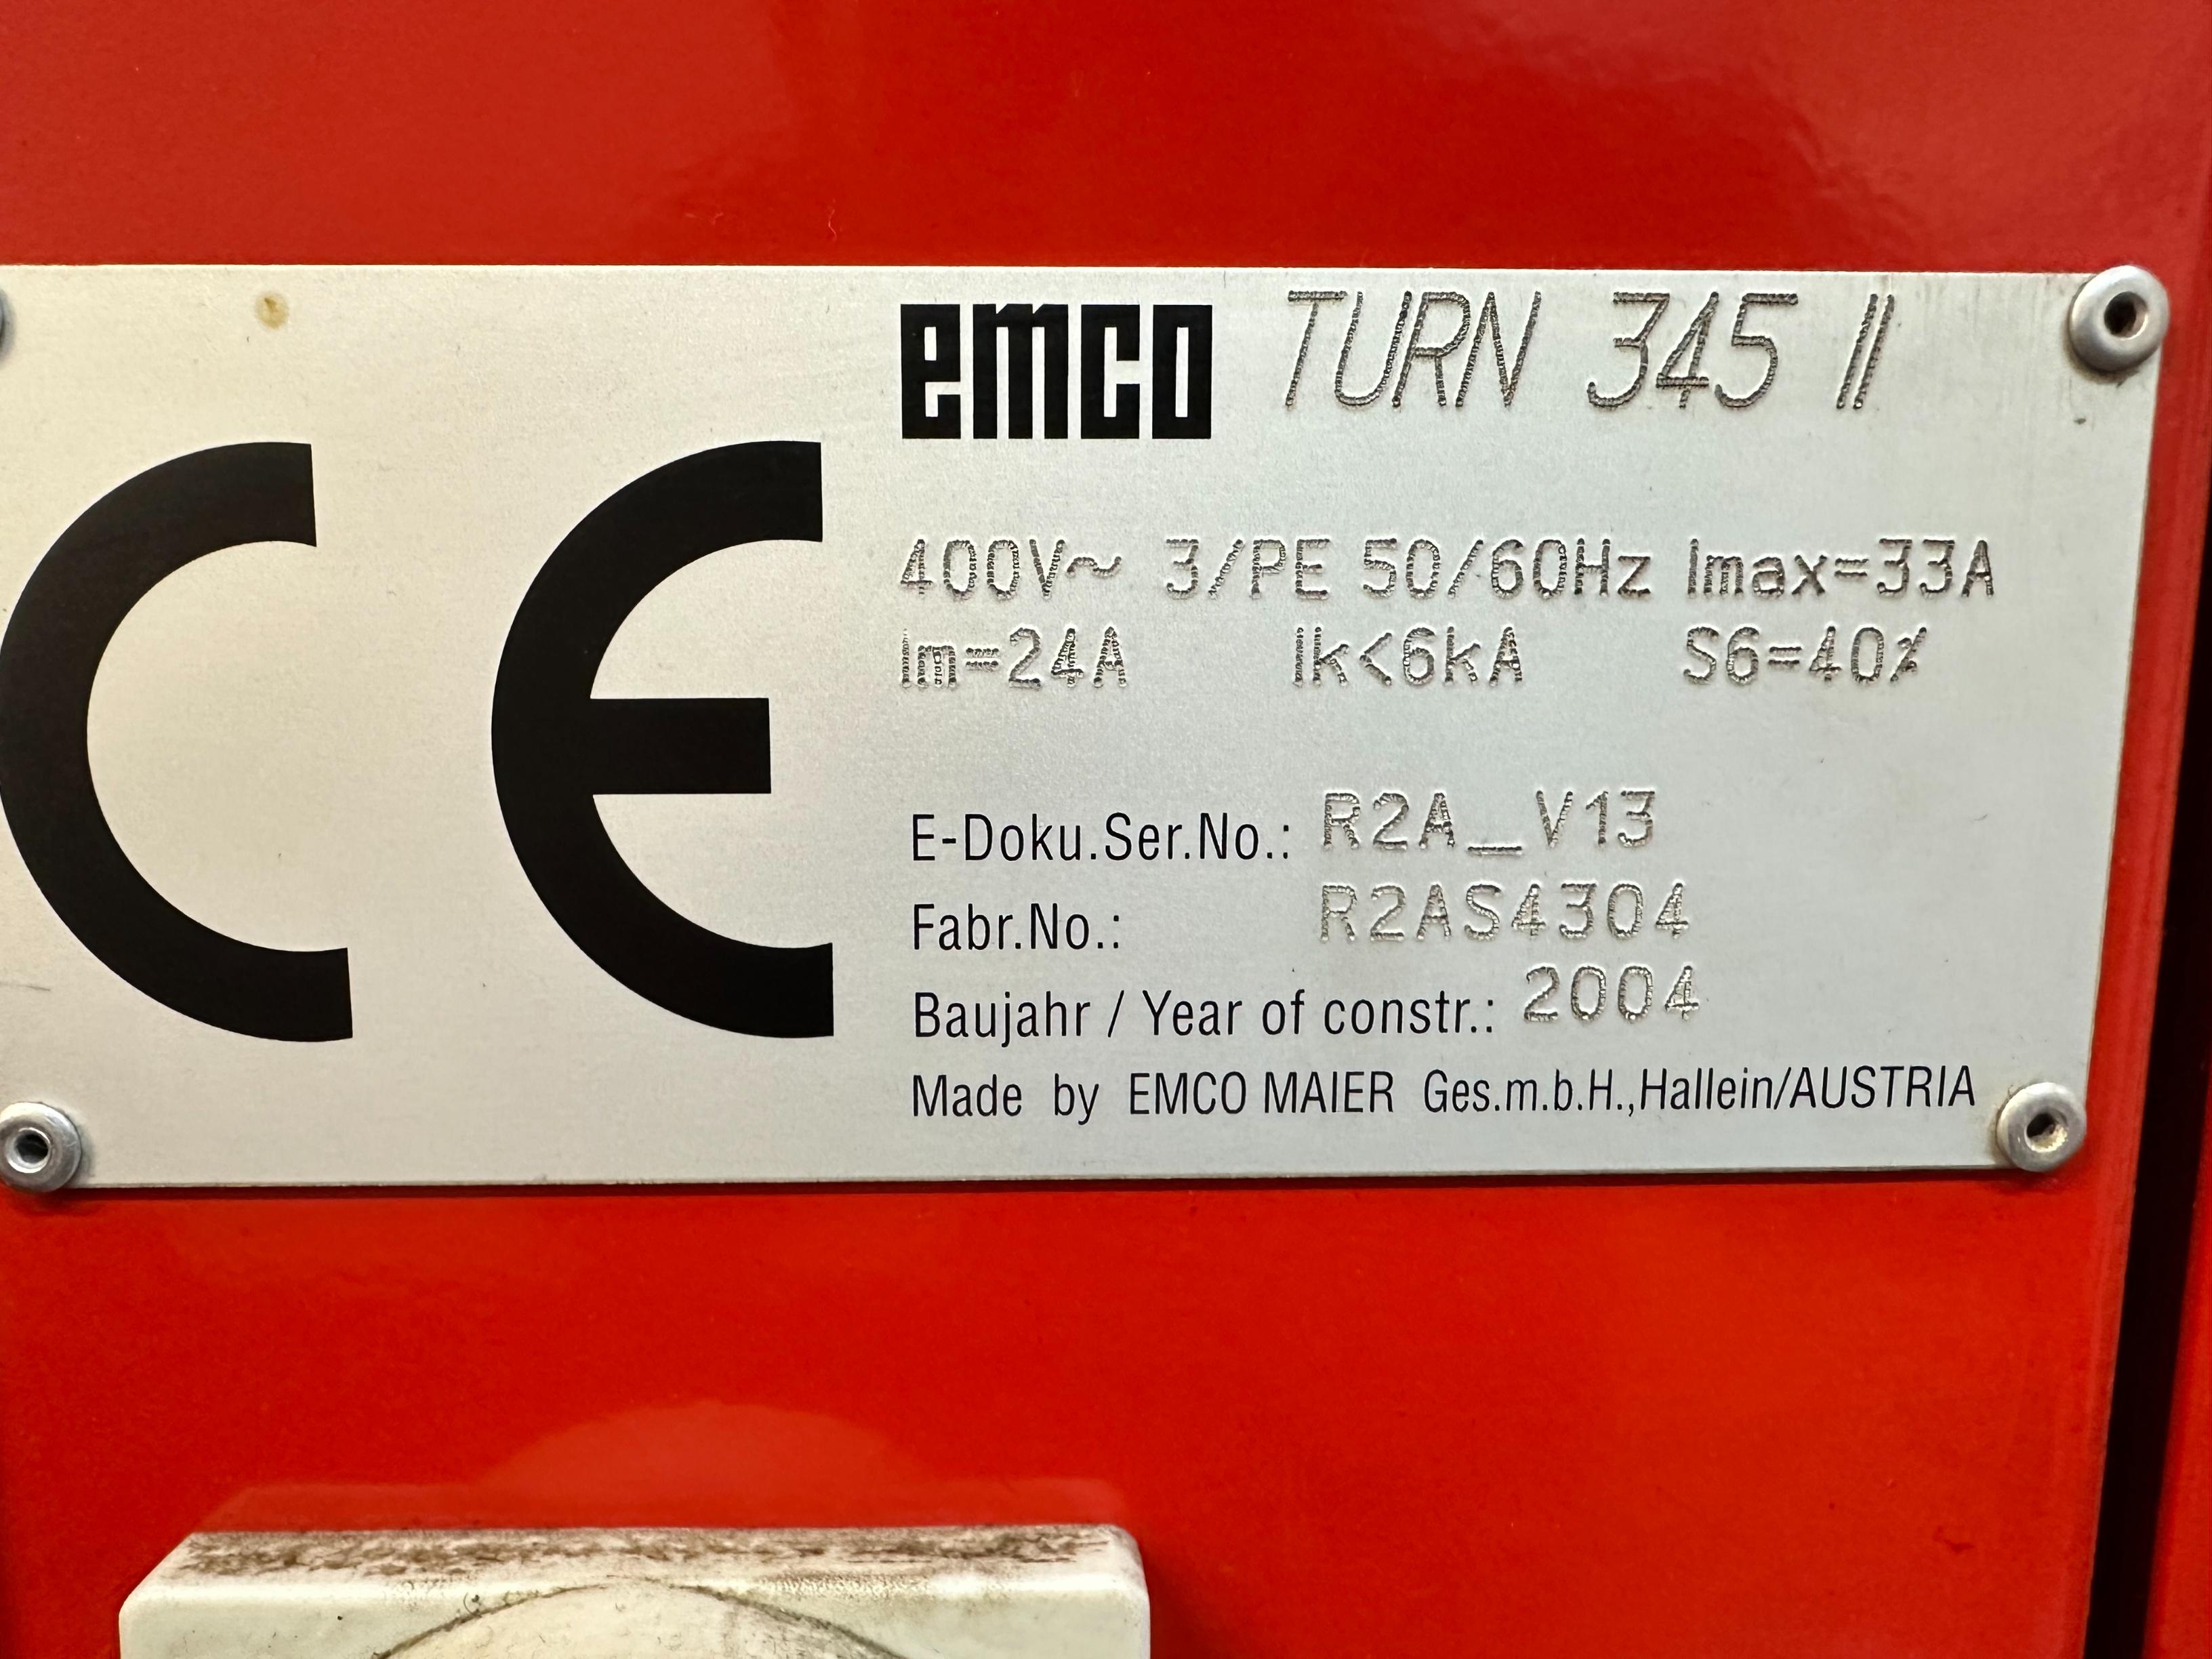 CE
emco TURN 345 II
400V~ 3/PE 50/60Hz Imax=33A
In=24A Ik<6kA S6=40%
E-Doku.Ser.No.: R2A_V13
Fabr.No.: R2AS4304
Baujahr / Year of constr.: 2004
Made by EMCO MAIER Ges.m.b.H.,Hallein/AUSTRIA